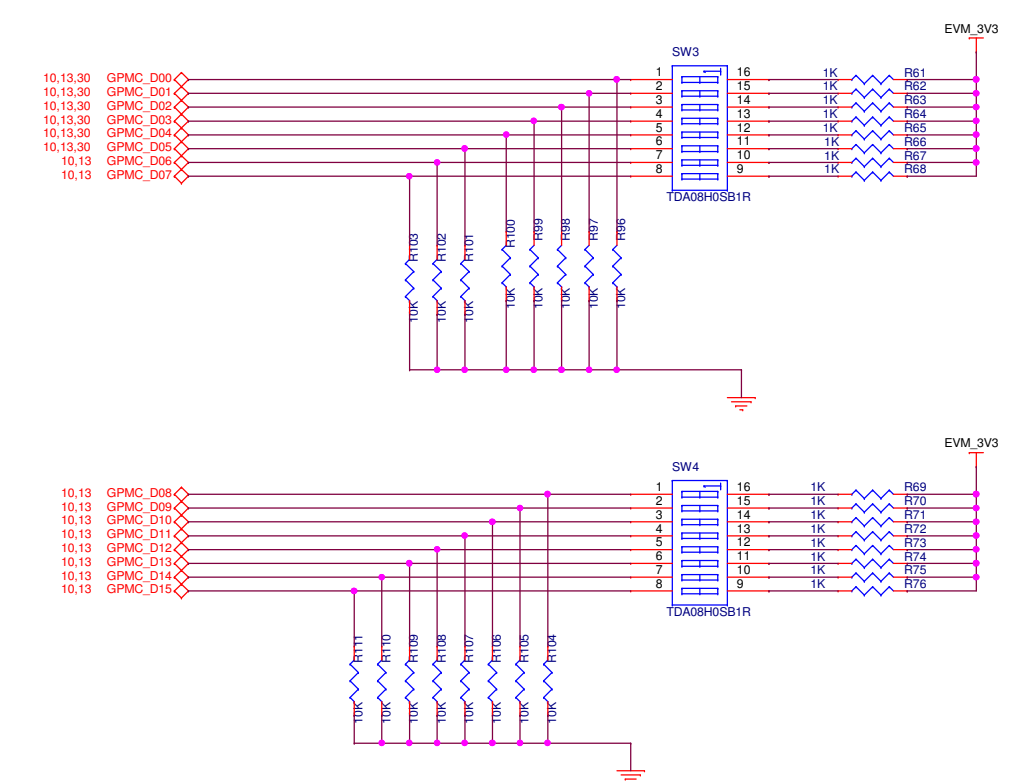 EVM_3V3
SW3
10,13,30 GPMC_D00 1 16 1K R61
10,13,30 GPMC_D01 2 15 1K R62
10,13,30 GPMC_D02 3 14 1K R63
10,13,30 GPMC_D03 4 13 1K R64
10,13,30 GPMC_D04 5 12 1K R65
10,13,30 GPMC_D05 6 11 1K R66
10,13 GPMC_D06 7 10 1K R67
10,13 GPMC_D07 8 9 1K R68
TDA08H0SB1R
R103 R102 R101 R100 R99 R98 R97 R96
10K 10K 10K 10K 10K 10K 10K 10K
EVM_3V3
SW4
10,13 GPMC_D08 1 16 1K R69
10,13 GPMC_D09 2 15 1K R70
10,13 GPMC_D10 3 14 1K R71
10,13 GPMC_D11 4 13 1K R72
10,13 GPMC_D12 5 12 1K R73
10,13 GPMC_D13 6 11 1K R74
10,13 GPMC_D14 7 10 1K R75
10,13 GPMC_D15 8 9 1K R76
TDA08H0SB1R
R111 R110 R109 R108 R107 R106 R105 R104
10K 10K 10K 10K 10K 10K 10K 10K